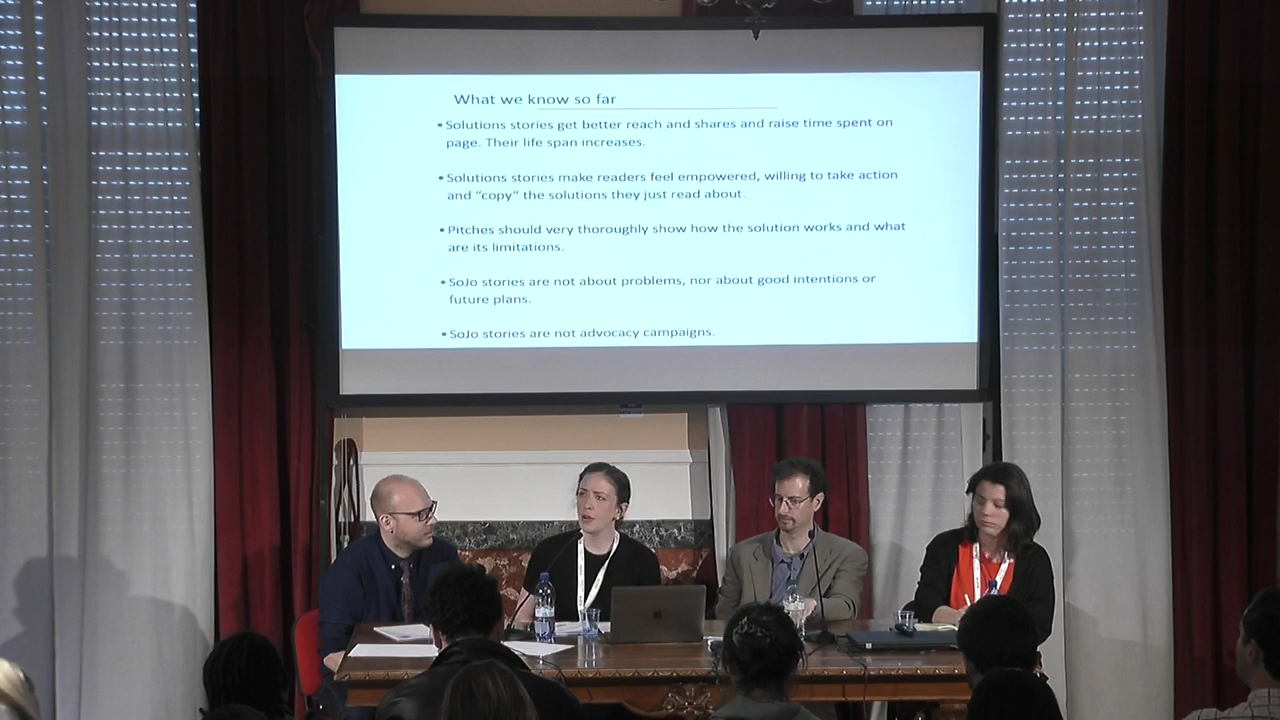 What we know so far
• Solutions stories get better reach and shares and raise time spent on
page. Their life span increases.
• Solutions stories make readers feel empowered, willing to take action
and “copy” the solutions they just read about.
• Pitches should very thoroughly show how the solution works and what
are its limitations.
• SoJo stories are not about problems, nor about good intentions or
future plans.
• SoJo stories are not advocacy campaigns.